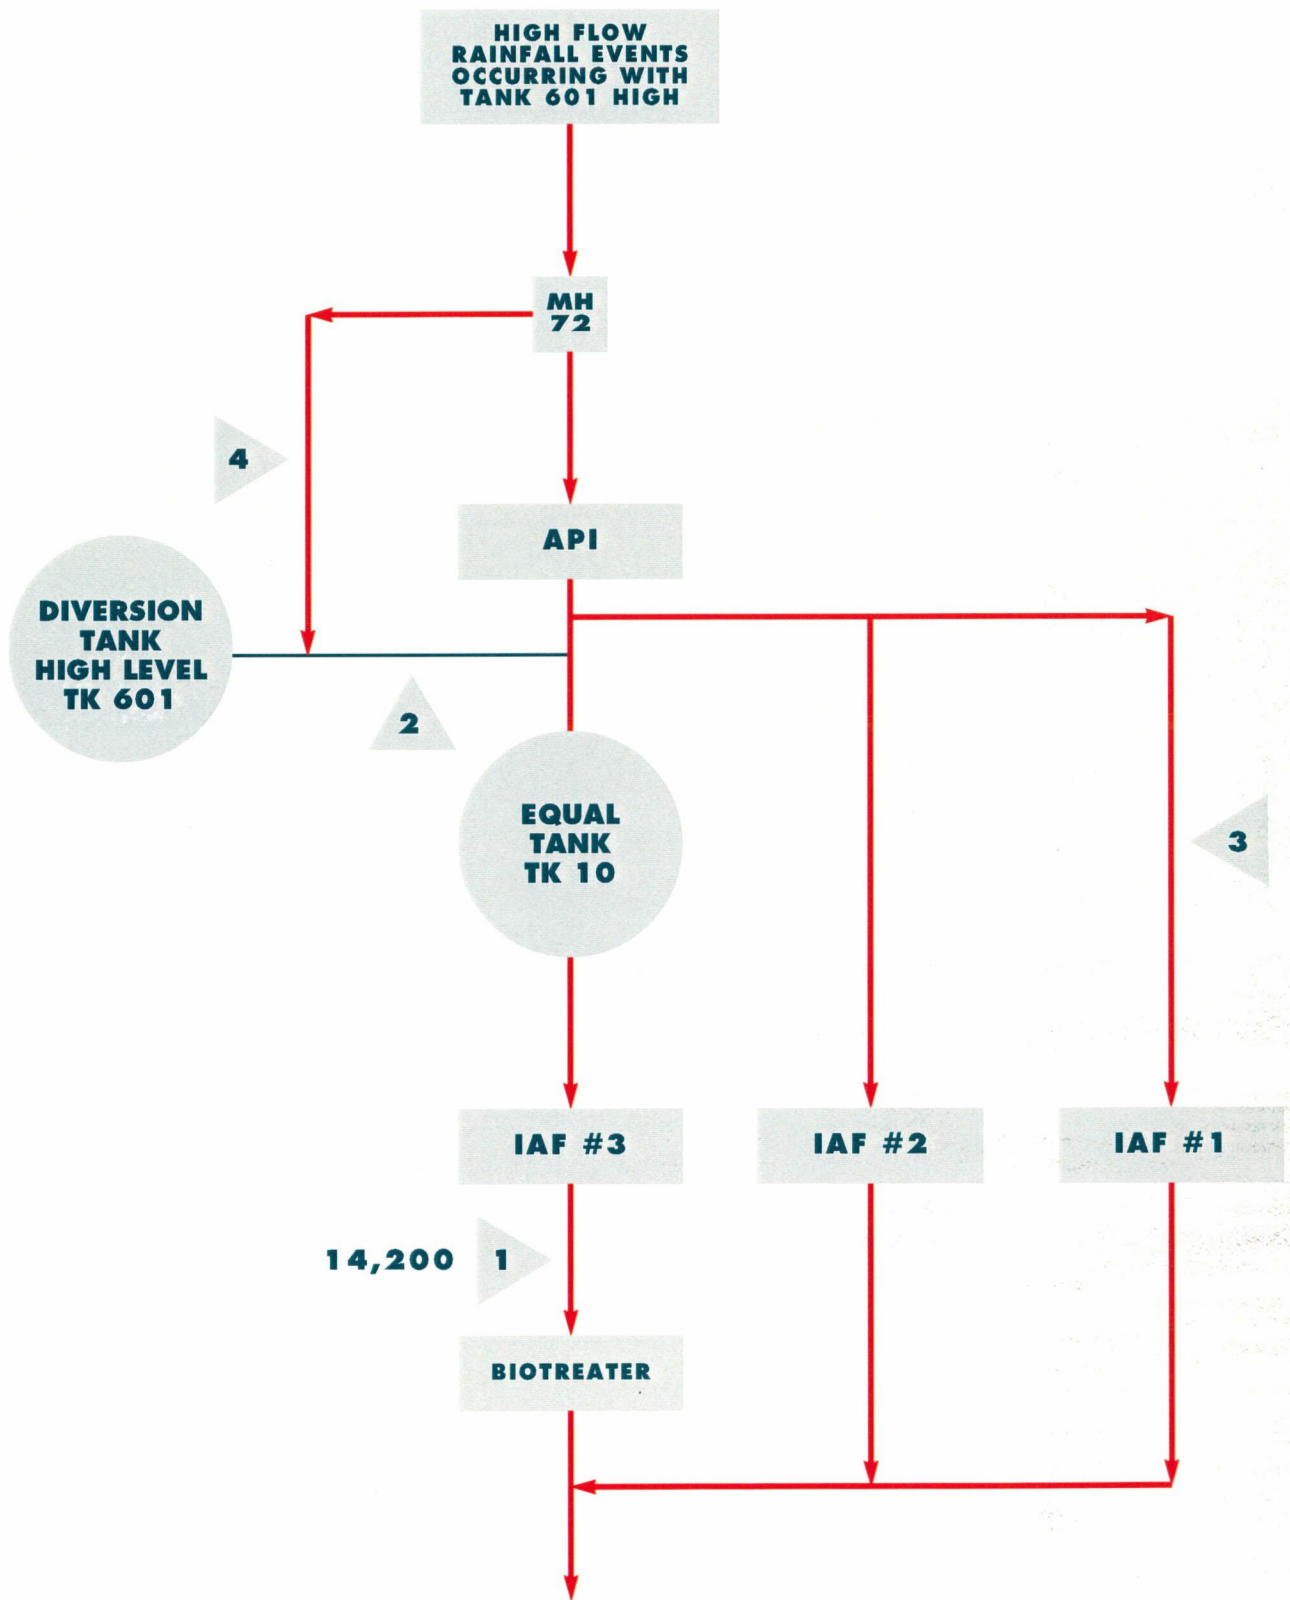 HIGH FLOW
RAINFALL EVENTS
OCCURRING WITH
TANK 601 HIGH
MH
72
4
API
DIVERSION
TANK
HIGH LEVEL
TK 601
2
EQUAL
TANK
TK 10
3
IAF #3
IAF #2
IAF #1
14,200
1
BIOTREATER